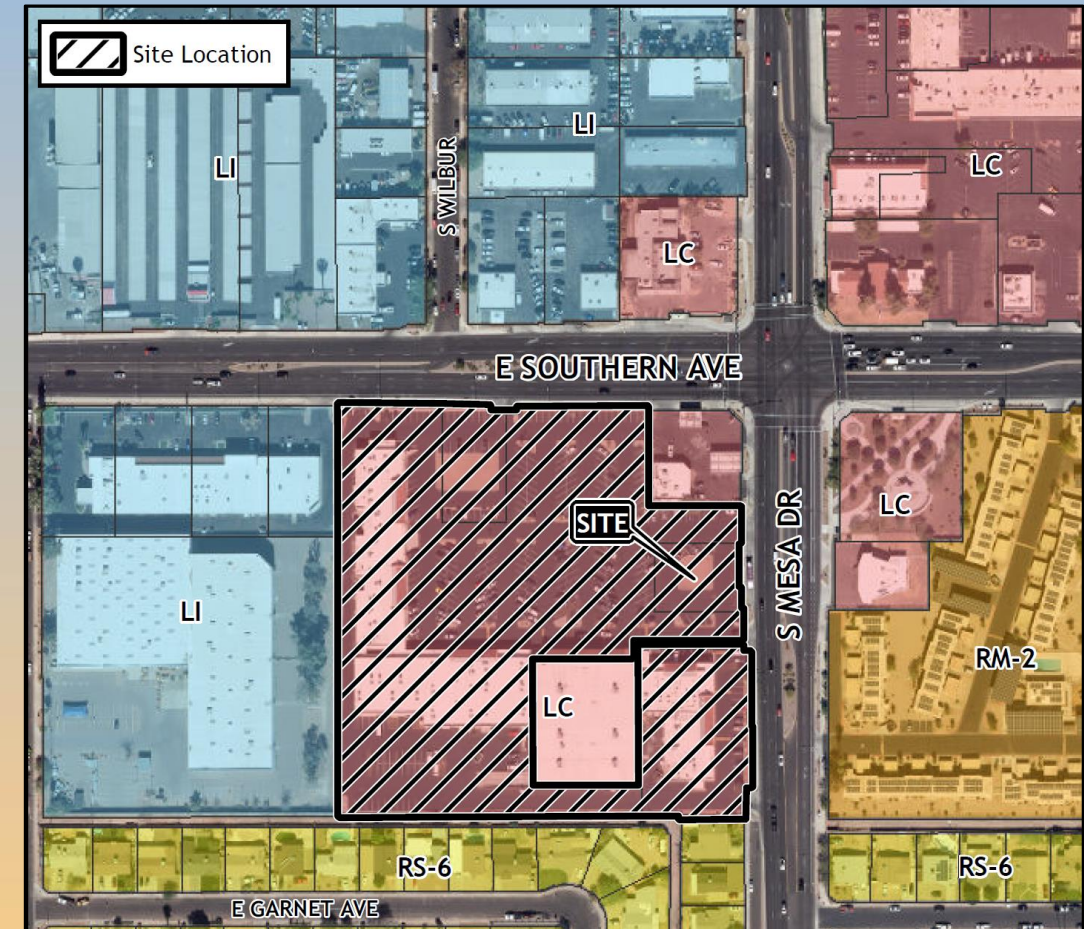 Site Location
S WILBUR
LI
LI
LC
LC
E SOUTHERN AVE
SITE
S MESA DR
LC
LI
LC
RM-2
RS-6
RS-6
E GARNET AVE